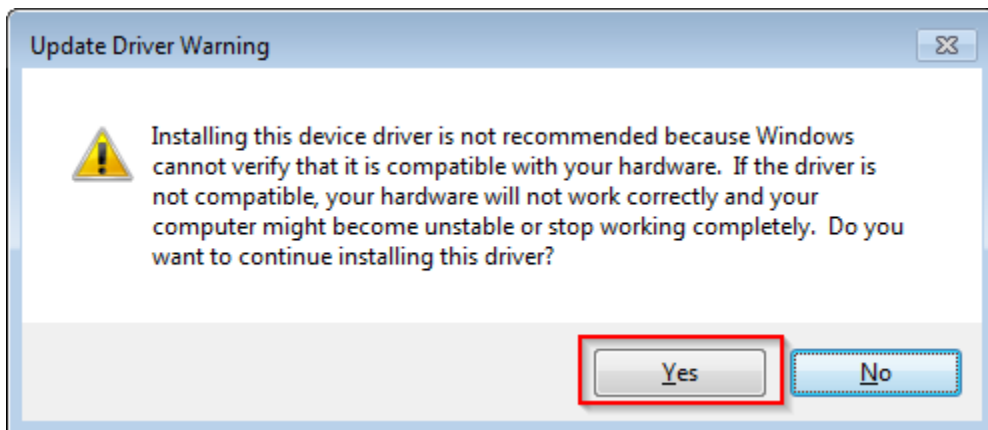 Update Driver Warning
Installing this device driver is not recommended because Windows
cannot verify that it is compatible with your hardware.  If the driver is
not compatible, your hardware will not work correctly and your
computer might become unstable or stop working completely.  Do you
want to continue installing this driver?
Yes No